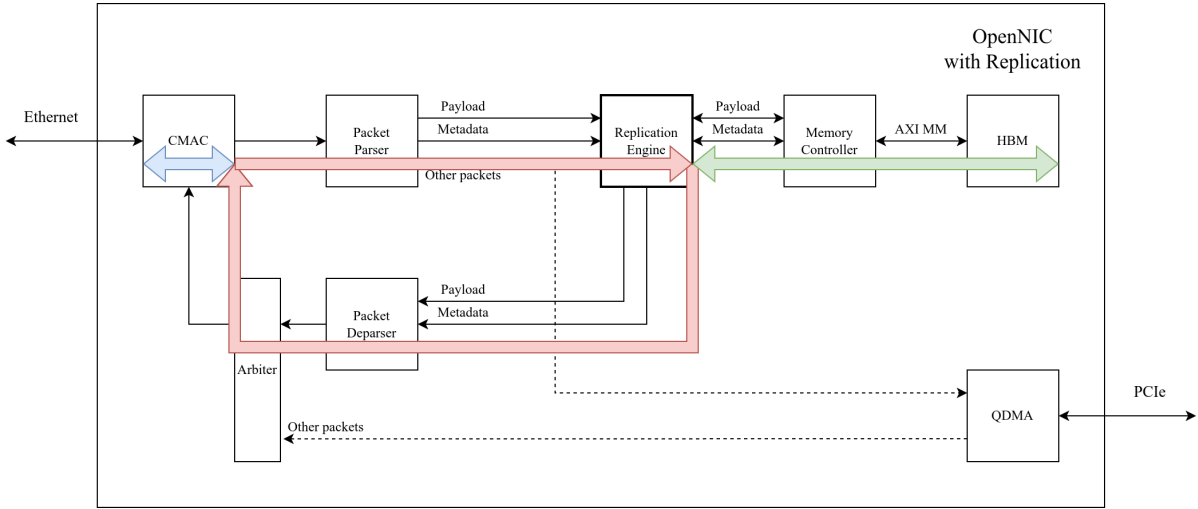 OpenNIC
with Replication
Ethernet
CMAC
Packet
Parser
Payload
Metadata
Other packets
Replication
Engine
Payload
Metadata
Memory
Controller
AXI MM
HBM
Payload
Metadata
Packet
Deparser
Arbiter
Other packets
QDMA
PCIe